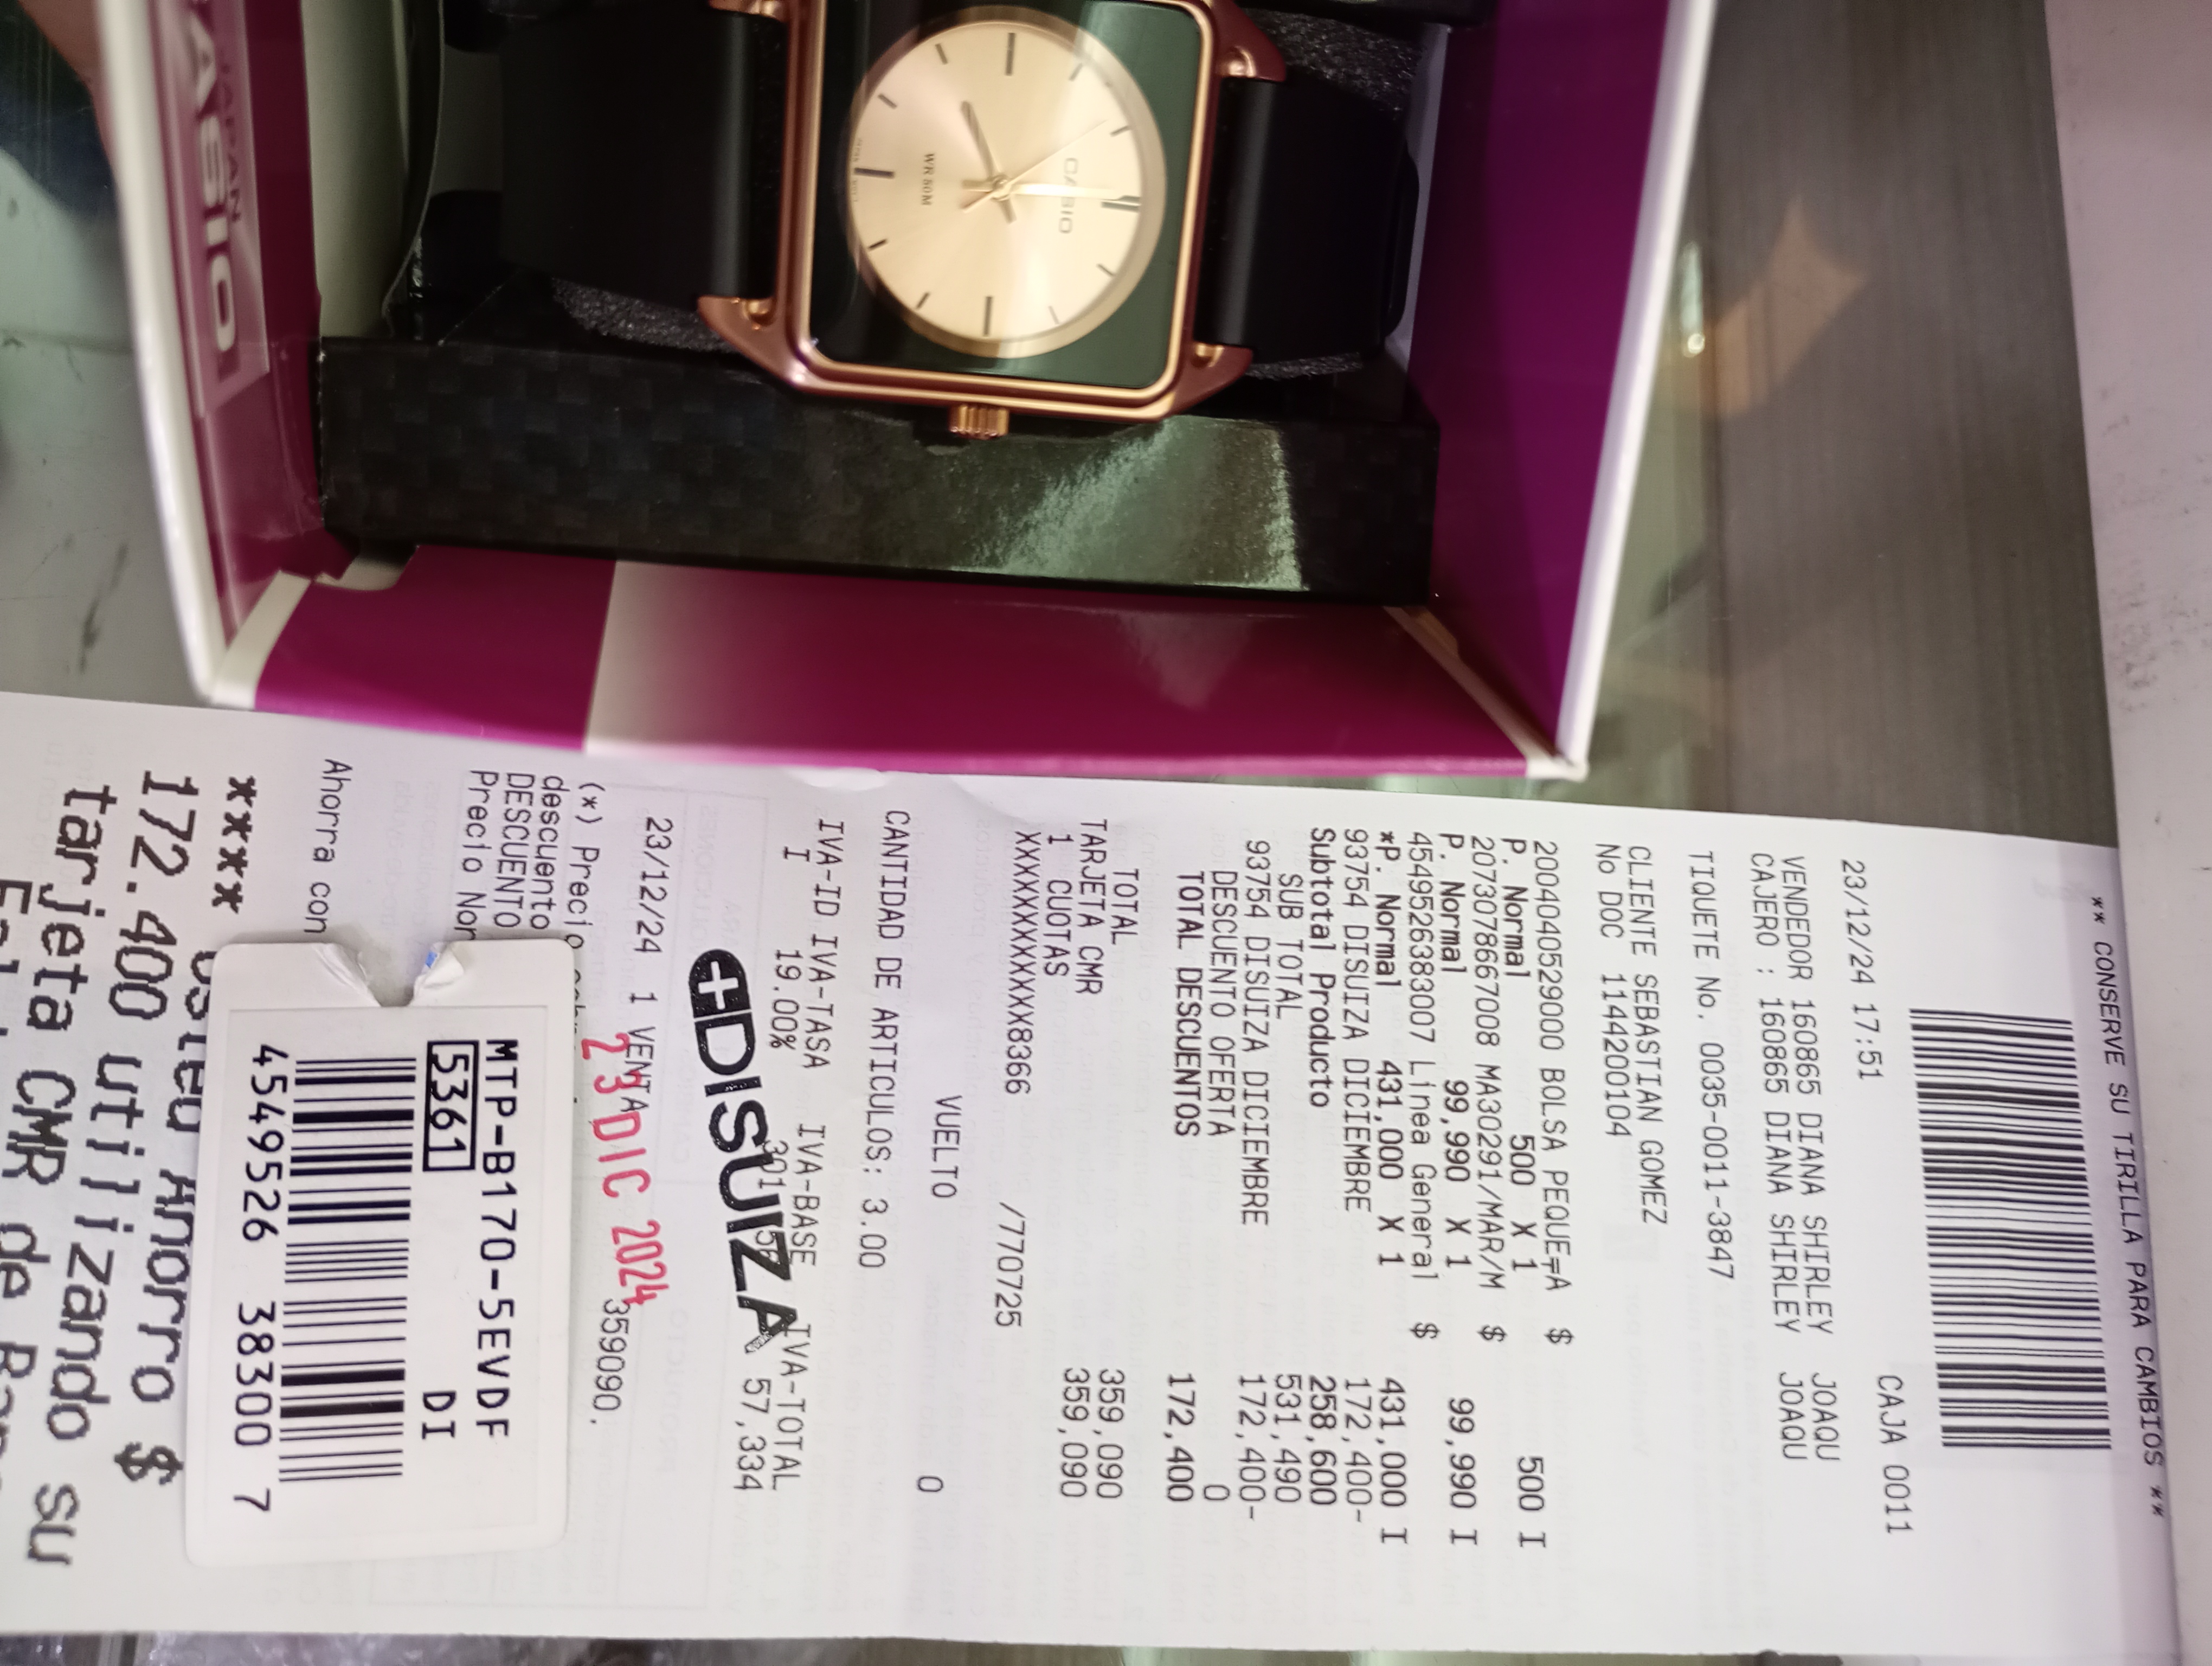 JAPAN
CASIO
CASIO
WR 50M
** CONSERVE SU TIRILLA PARA CAMBIOS **
23/12/24 17:51 CAJA 0011
VENDEDOR 160865 DIANA SHIRLEY JOAQU
CAJERO : 160865 DIANA SHIRLEY JOAQU
TIQUETE No. 0035-0011-3847
CLIENTE SEBASTIAN GOMEZ
No DOC 1144200104
2004040529000 BOLSA PEQUE╤A $ 500 I
P. Normal 500 X 1
2073078667008 MA30291/MAR/M $ 99,990 I
P. Normal 99,990 X 1
4549526383007 Linea General $ 431,000 I
*P. Normal 431,000 X 1
93754 DISUIZA DICIEMBRE 172,400-
Subtotal Producto 258,600
SUB TOTAL 531,490
93754 DISUIZA DICIEMBRE 172,400-
DESCUENTO OFERTA 0
TOTAL DESCUENTOS 172,400
TOTAL 359,090
TARJETA CMR 359,090
1 CUOTAS
XXXXXXXXXXXX8366 /770725
VUELTO 0
CANTIDAD DE ARTICULOS: 3.00
IVA-ID IVA-TASA IVA-BASE IVA-TOTAL
I 19.00% 57,334
DISUIZA
23/12/24 1 VENTA 359090.
23 DIC 2024
(*) Precio
descuento
DESCUENTO
Precio Nor
Ahorra con
**** Usted Ahorro $
172.400 utilizando su
tarjeta CMR de
MTP-B170-5EVDF
5361 DI
4549526 383007